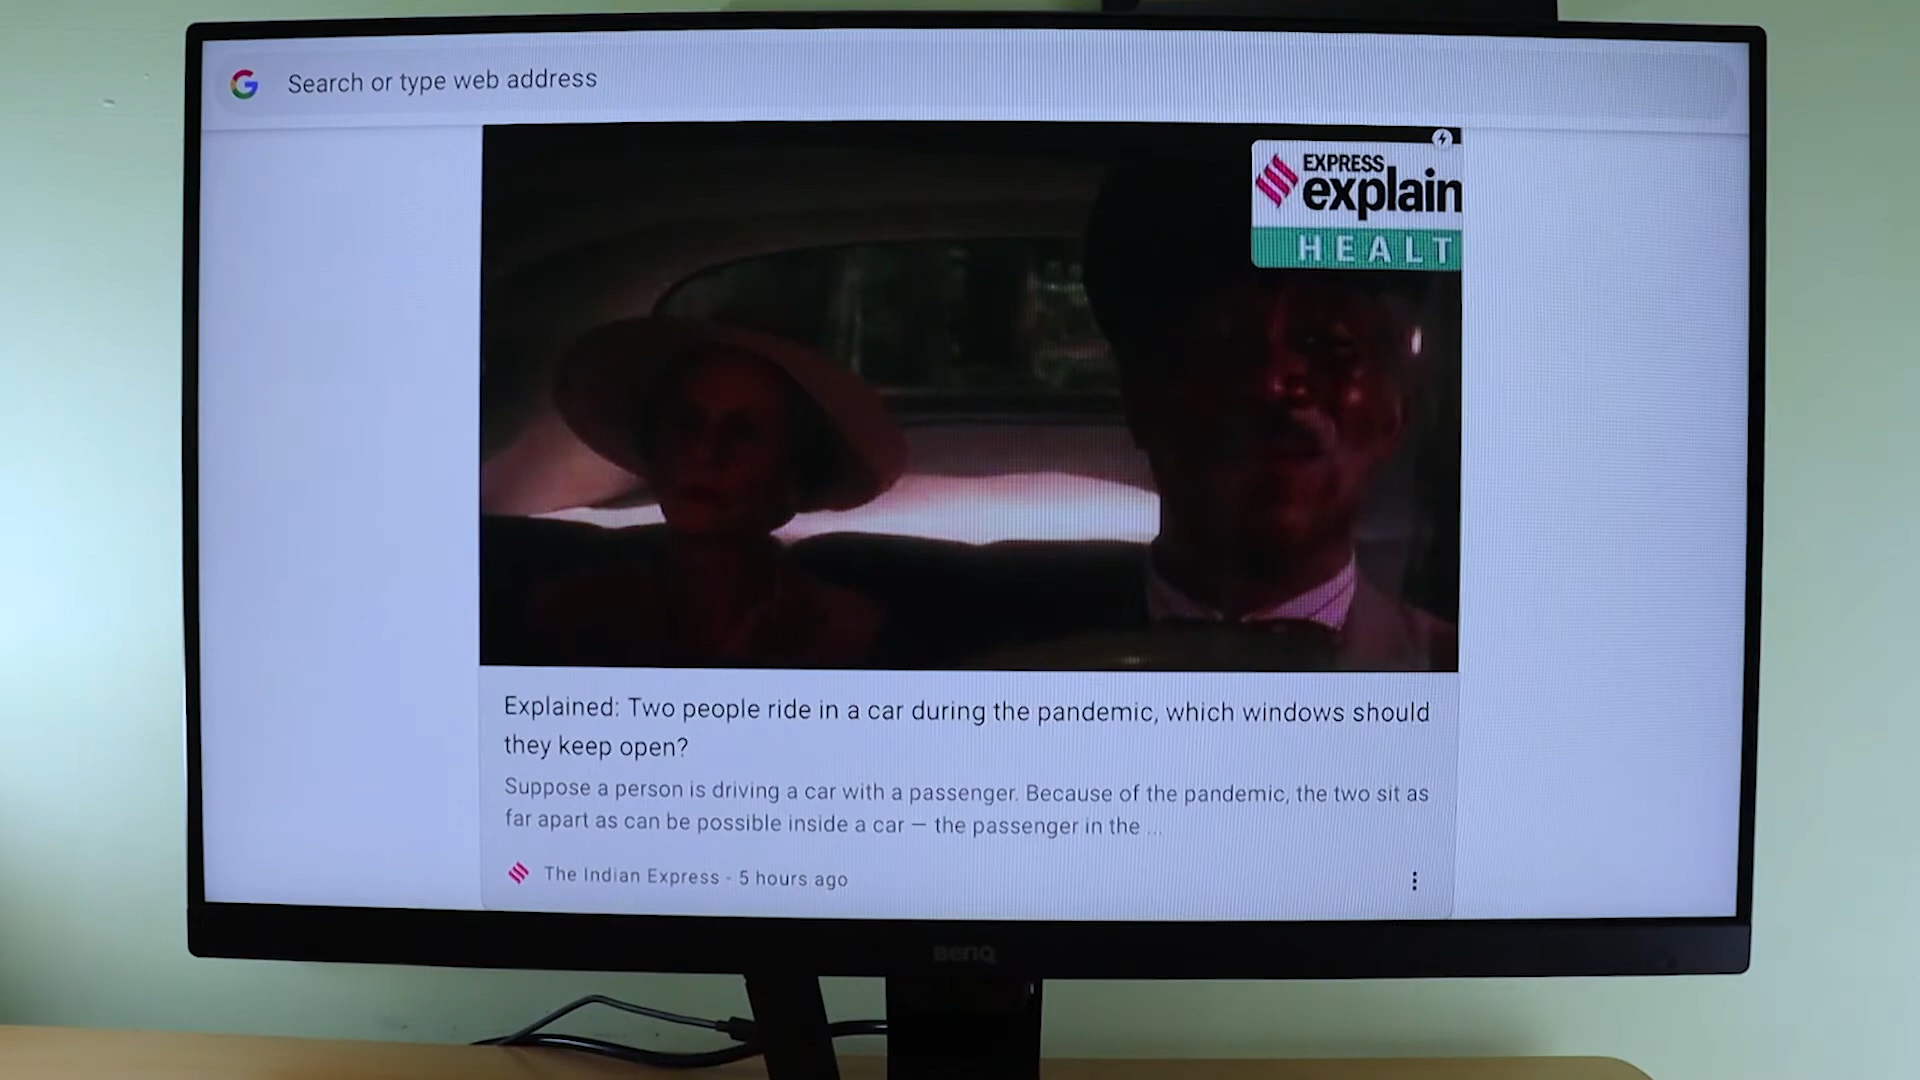 Search or type web address
EXPRESS
explain
HEALT
Explained: Two people ride in a car during the pandemic, which windows should
they keep open?
Suppose a person is driving a car with a passenger. Because of the pandemic, the two sit as
far apart as can be possible inside a car — the passenger in the ...
The Indian Express - 5 hours ago
BenQ